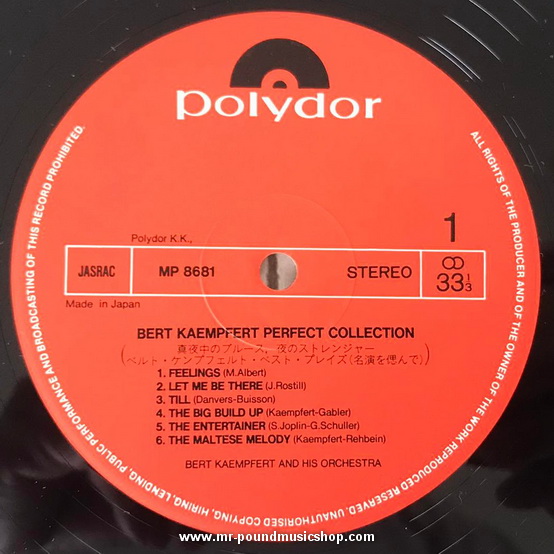 polydor
ALL RIGHTS OF THE PRODUCER AND OF THE OWNER OF THE WORK REPRODUCED RESERVED. UNAUTHORISED COPYING, HIRING, LENDING, PUBLIC PERFORMANCE AND BROADCASTING OF THIS RECORD PROHIBITED.
1
Polydor K.K.,
JASRAC MP 8681 STEREO 33 1/3
Made in Japan
BERT KAEMPFERT PERFECT COLLECTION
(真夜中のブルース、夜のストレンジャー
ベルト・ケンプフェルト・ベスト・プレイズ(名演を偲んで))
1. FEELINGS (M.Albert)
2. LET ME BE THERE (J.Rostill)
3. TILL (Danvers-Buisson)
4. THE BIG BUILD UP (Kaempfert-Gabler)
5. THE ENTERTAINER (S.Joplin-G.Schuller)
6. THE MALTESE MELODY (Kaempfert-Rehbein)
BERT KAEMPFERT AND HIS ORCHESTRA
www.mr-poundmusicshop.com